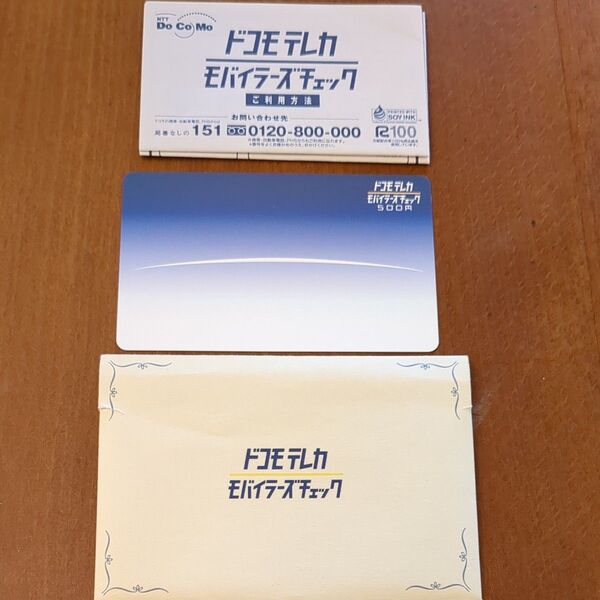 NTT
DoCoMo
ドコモテレカ
モバイラーズチェック
ご利用方法
お問い合わせ先
局番なしの 151 0120-800-000
PRINTED WITH
SOY INK
R100
ドコモテレカ
モバイラーズチェック
500円
ドコモテレカ
モバイラーズチェック